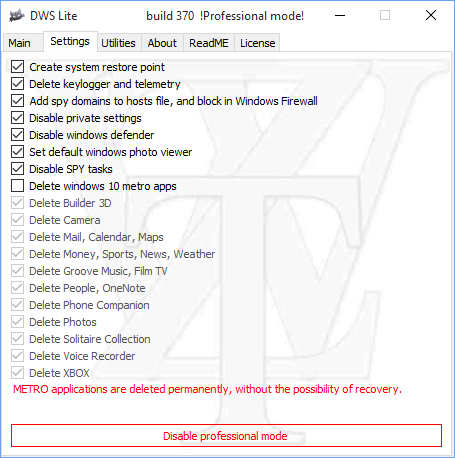 DWS Lite build 370 !Professional mode!
Main Settings Utilities About ReadME License
Create system restore point
Delete keylogger and telemetry
Add spy domains to hosts file, and block in Windows Firewall
Disable private settings
Disable windows defender
Set default windows photo viewer
Disable SPY tasks
Delete windows 10 metro apps
Delete Builder 3D
Delete Camera
Delete Mail, Calendar, Maps
Delete Money, Sports, News, Weather
Delete Groove Music, Film TV
Delete People, OneNote
Delete Phone Companion
Delete Photos
Delete Solitaire Collection
Delete Voice Recorder
Delete XBOX
METRO applications are deleted permanently, without the possibility of recovery.
Disable professional mode